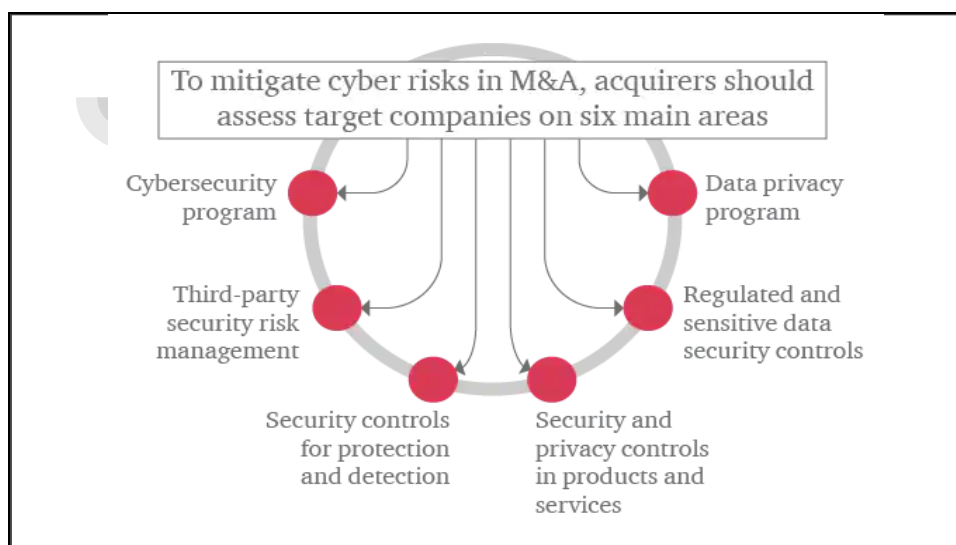 To mitigate cyber risks in M&A, acquirers should
assess target companies on six main areas
Cybersecurity
program
Data privacy
program
Third-party
security risk
management
Regulated and
sensitive data
security controls
Security controls
for protection
and detection
Security and
privacy controls
in products and
services